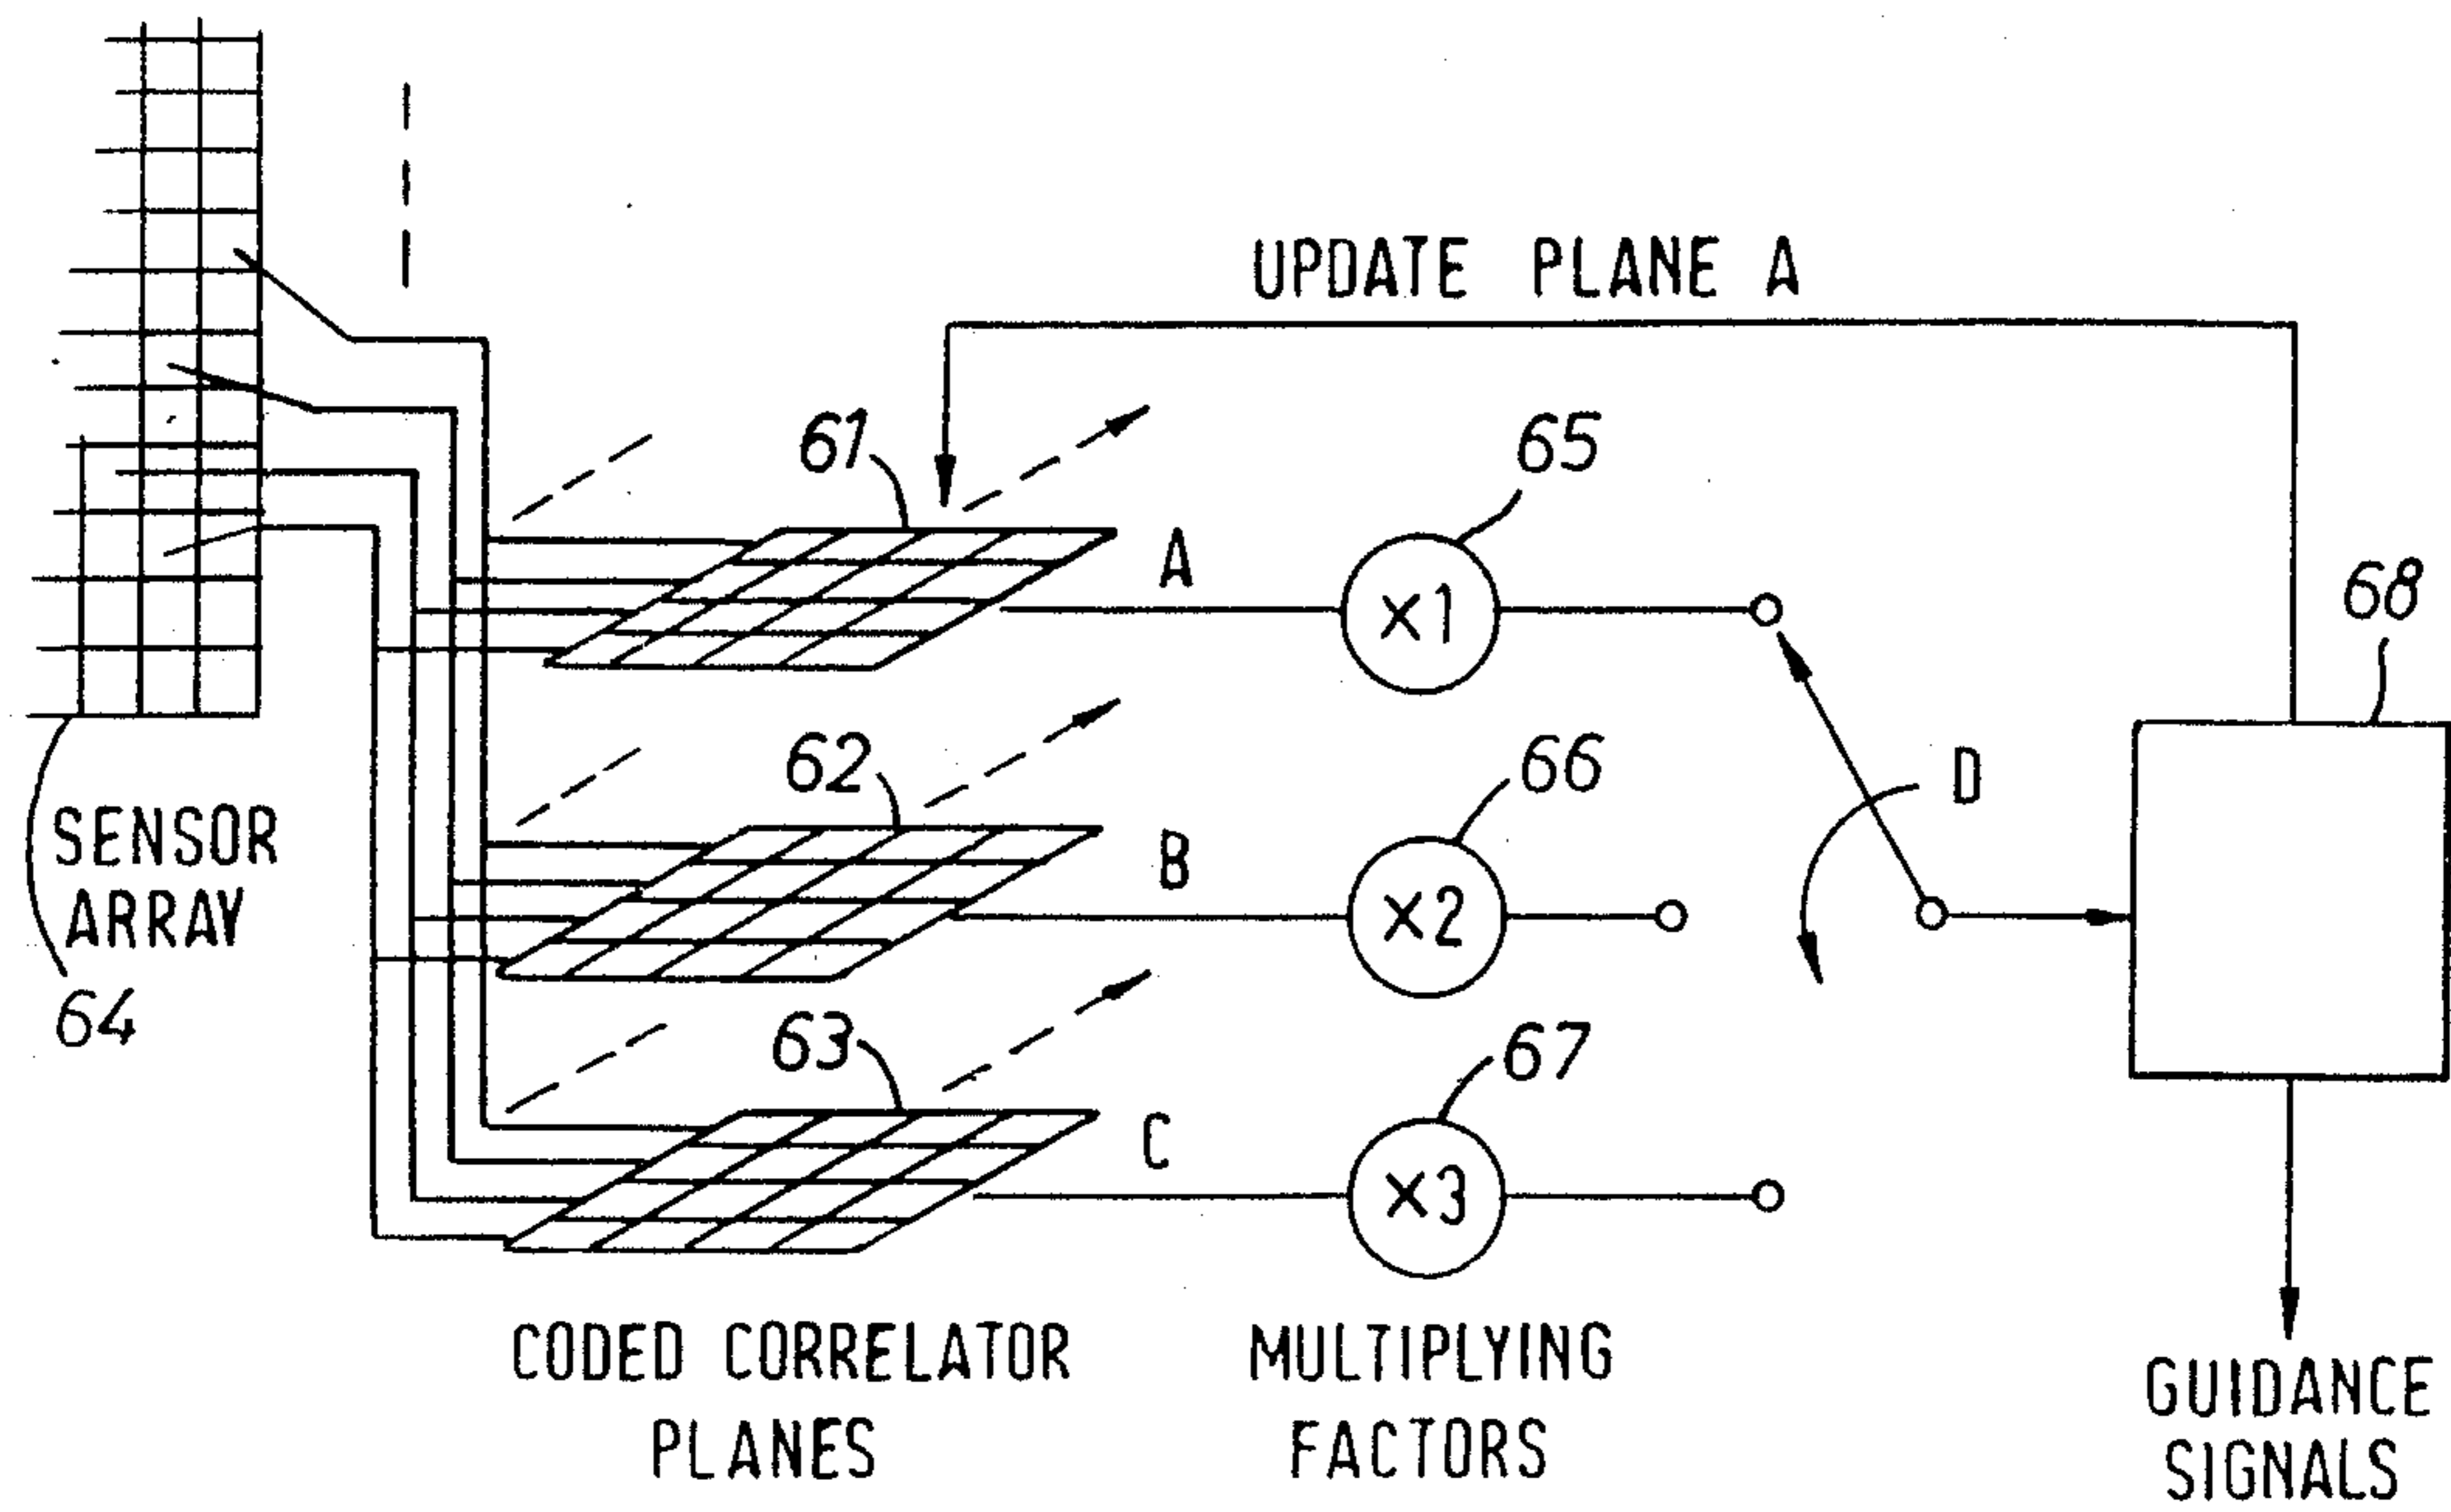 UPDATE PLANE A
61
65
A
×1
68
62
66
D
SENSOR
ARRAY
B
×2
64
63
67
C
×3
CODED CORRELATOR
PLANES
MULTIPLYING
FACTORS
GUIDANCE
SIGNALS